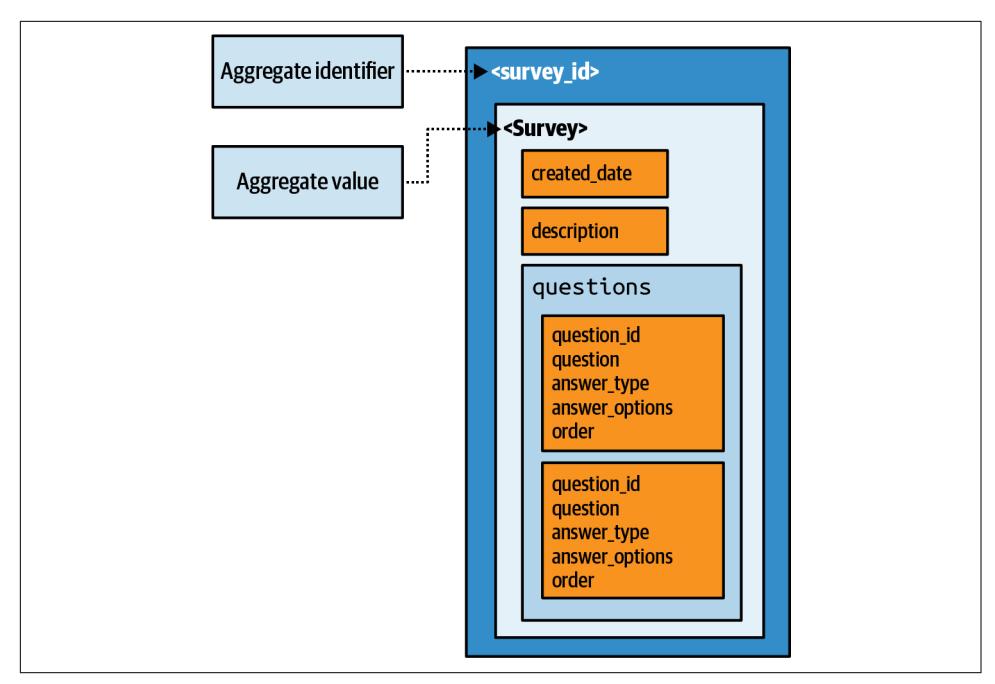 Aggregate identifier
<survey_id>
Aggregate value
<Survey>
created_date
description
questions
question_id
question
answer_type
answer_options
order
question_id
question
answer_type
answer_options
order